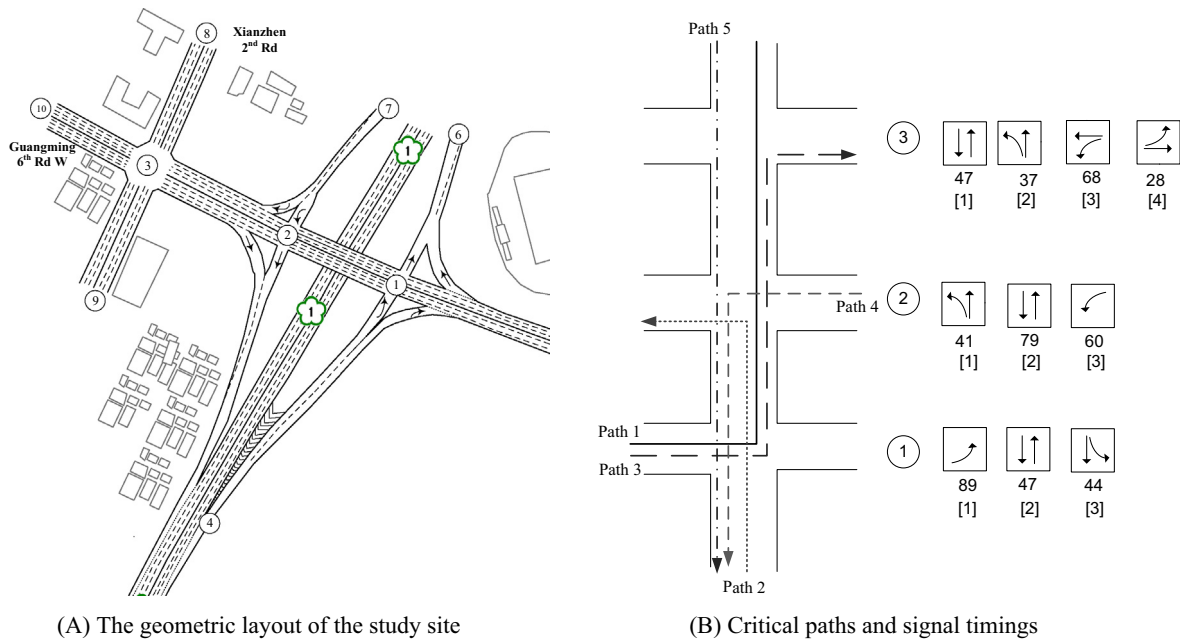 8
Xianzhen
2nd Rd
10
7
1
6
Guangming
6th Rd W
3
2
1
1
9
4
(A) The geometric layout of the study site
Path 5
3
47 37 68 28
[1] [2] [3] [4]
2
Path 4
41 79 60
[1] [2] [3]
Path 1
1
Path 3
89 47 44
[1] [2] [3]
Path 2
(B) Critical paths and signal timings